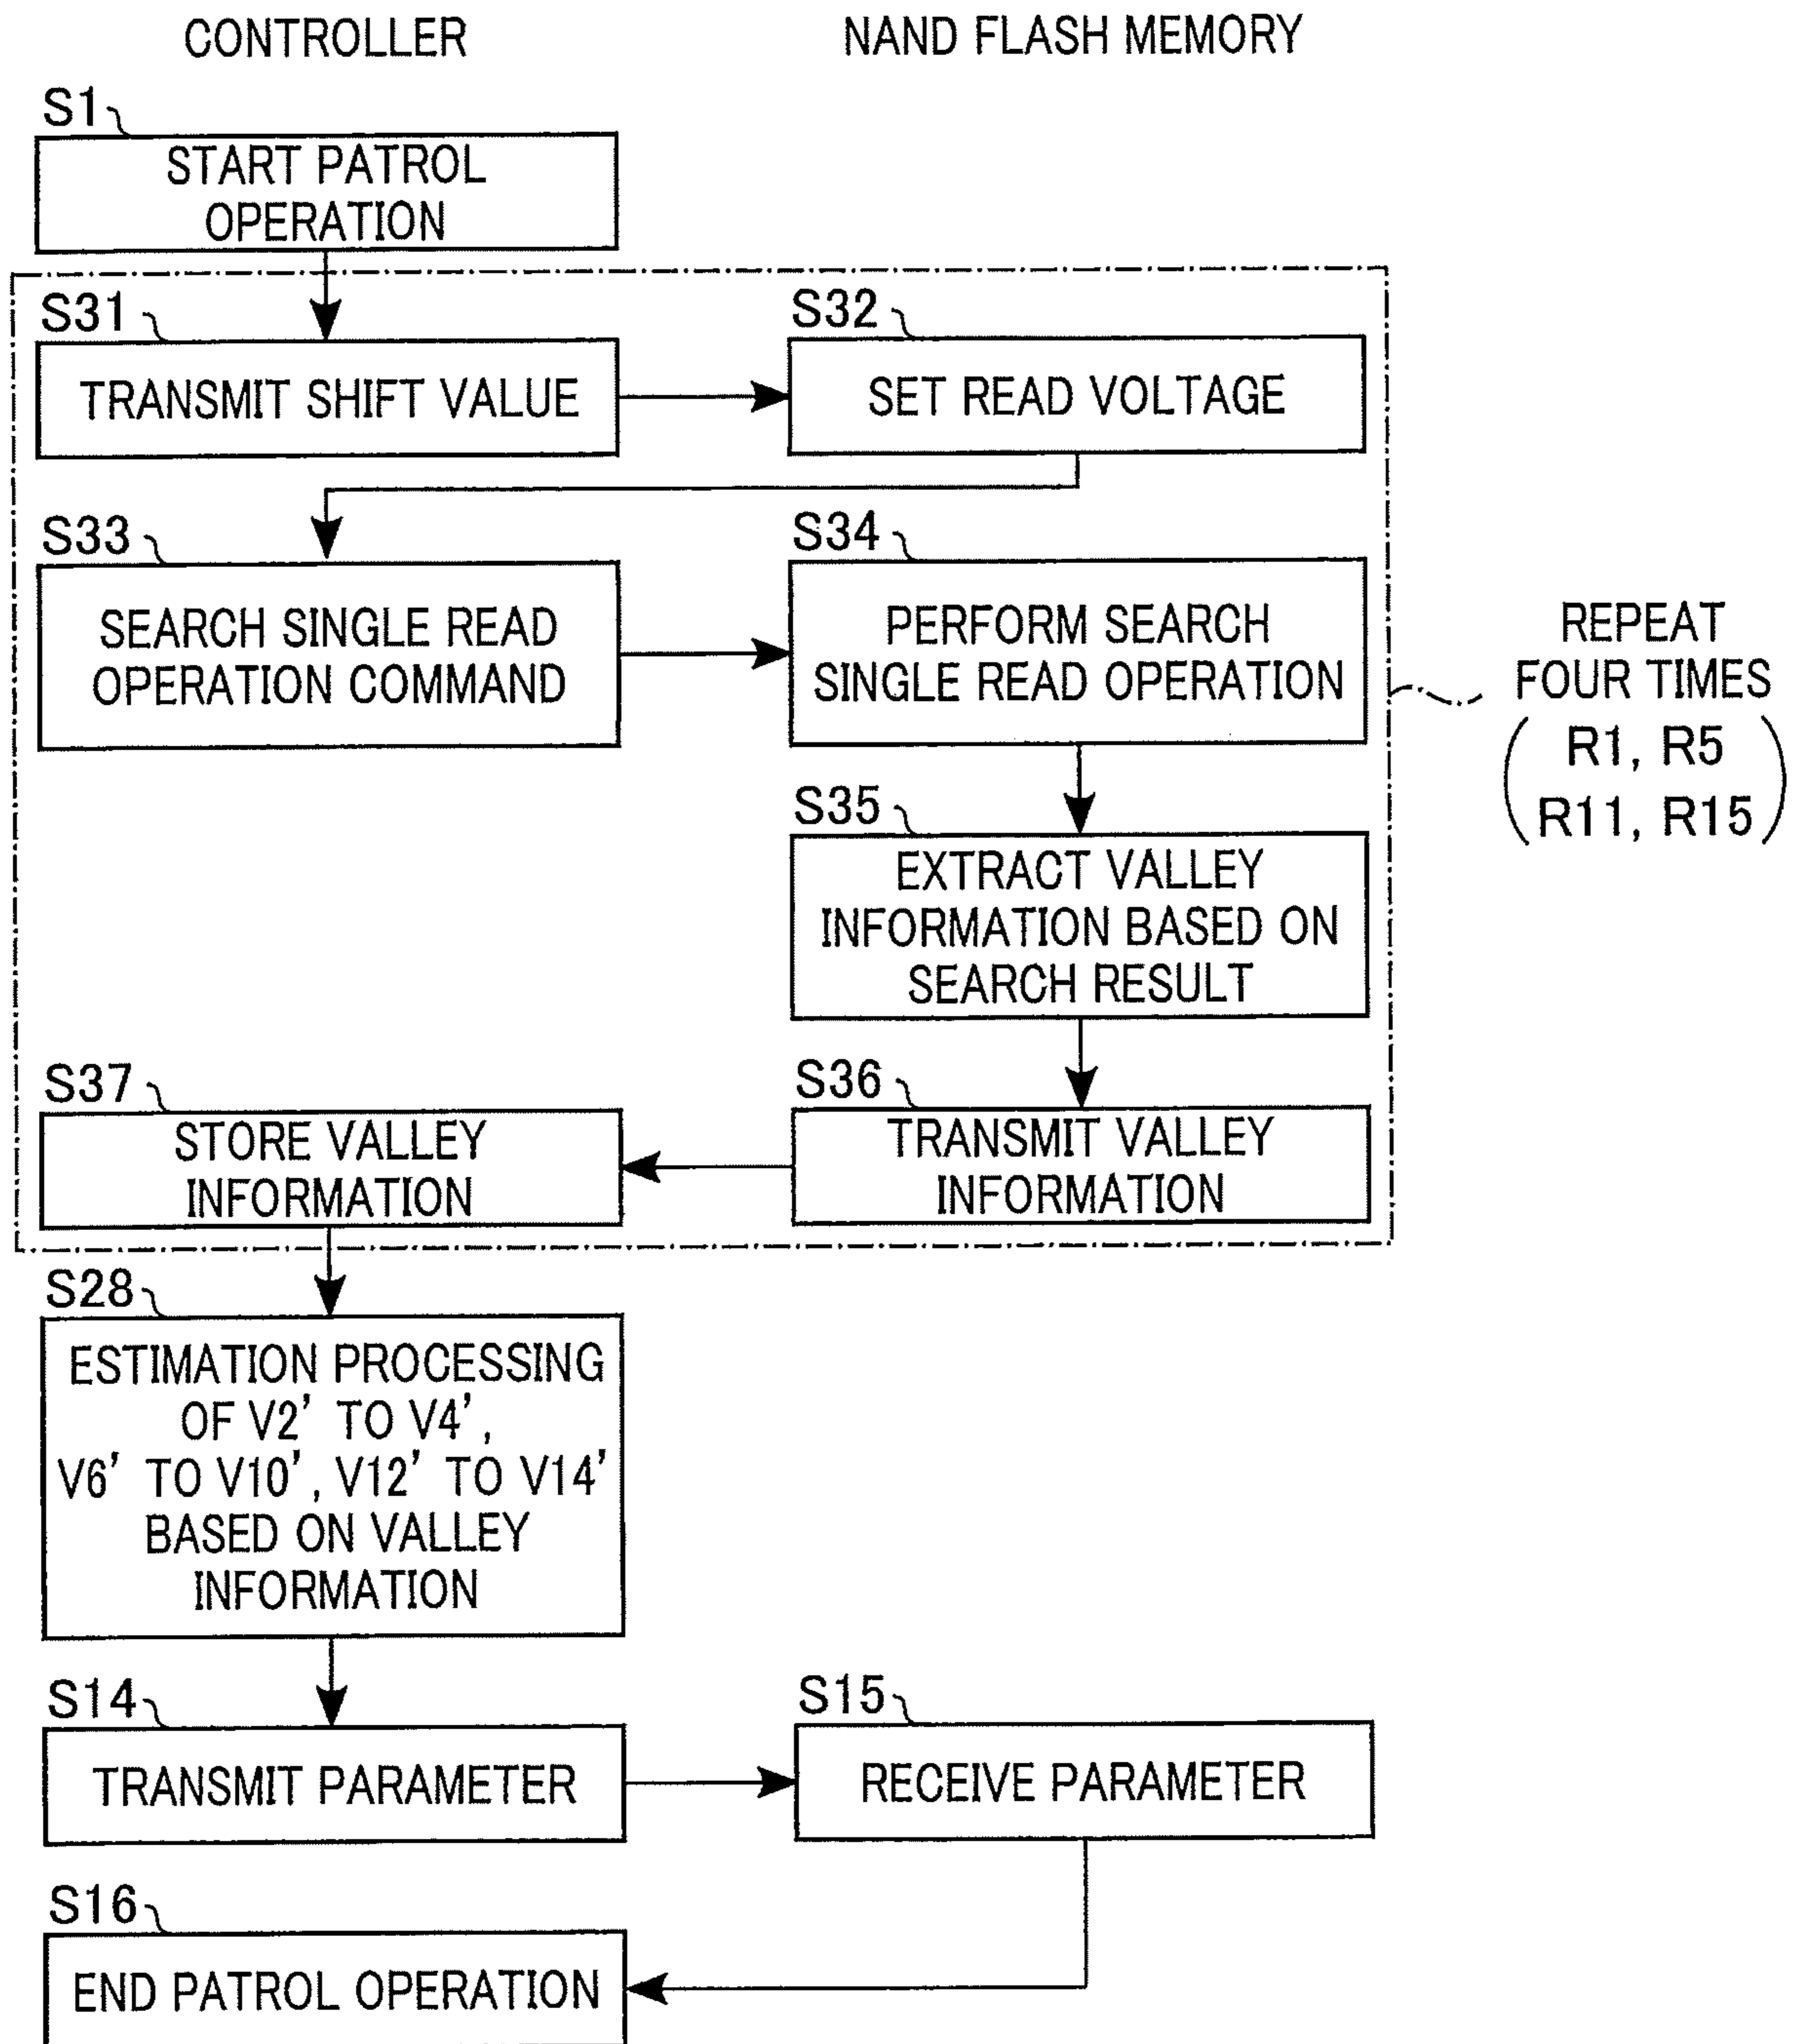 CONTROLLER
NAND FLASH MEMORY
S1
START PATROL
OPERATION
S31
TRANSMIT SHIFT VALUE
S32
SET READ VOLTAGE
S33
SEARCH SINGLE READ
OPERATION COMMAND
S34
PERFORM SEARCH
SINGLE READ OPERATION
REPEAT
FOUR TIMES
( R1, R5
R11, R15 )
S35
EXTRACT VALLEY
INFORMATION BASED ON
SEARCH RESULT
S36
TRANSMIT VALLEY
INFORMATION
S37
STORE VALLEY
INFORMATION
S28
ESTIMATION PROCESSING
OF V2' TO V4',
V6' TO V10', V12' TO V14'
BASED ON VALLEY
INFORMATION
S14
TRANSMIT PARAMETER
S15
RECEIVE PARAMETER
S16
END PATROL OPERATION